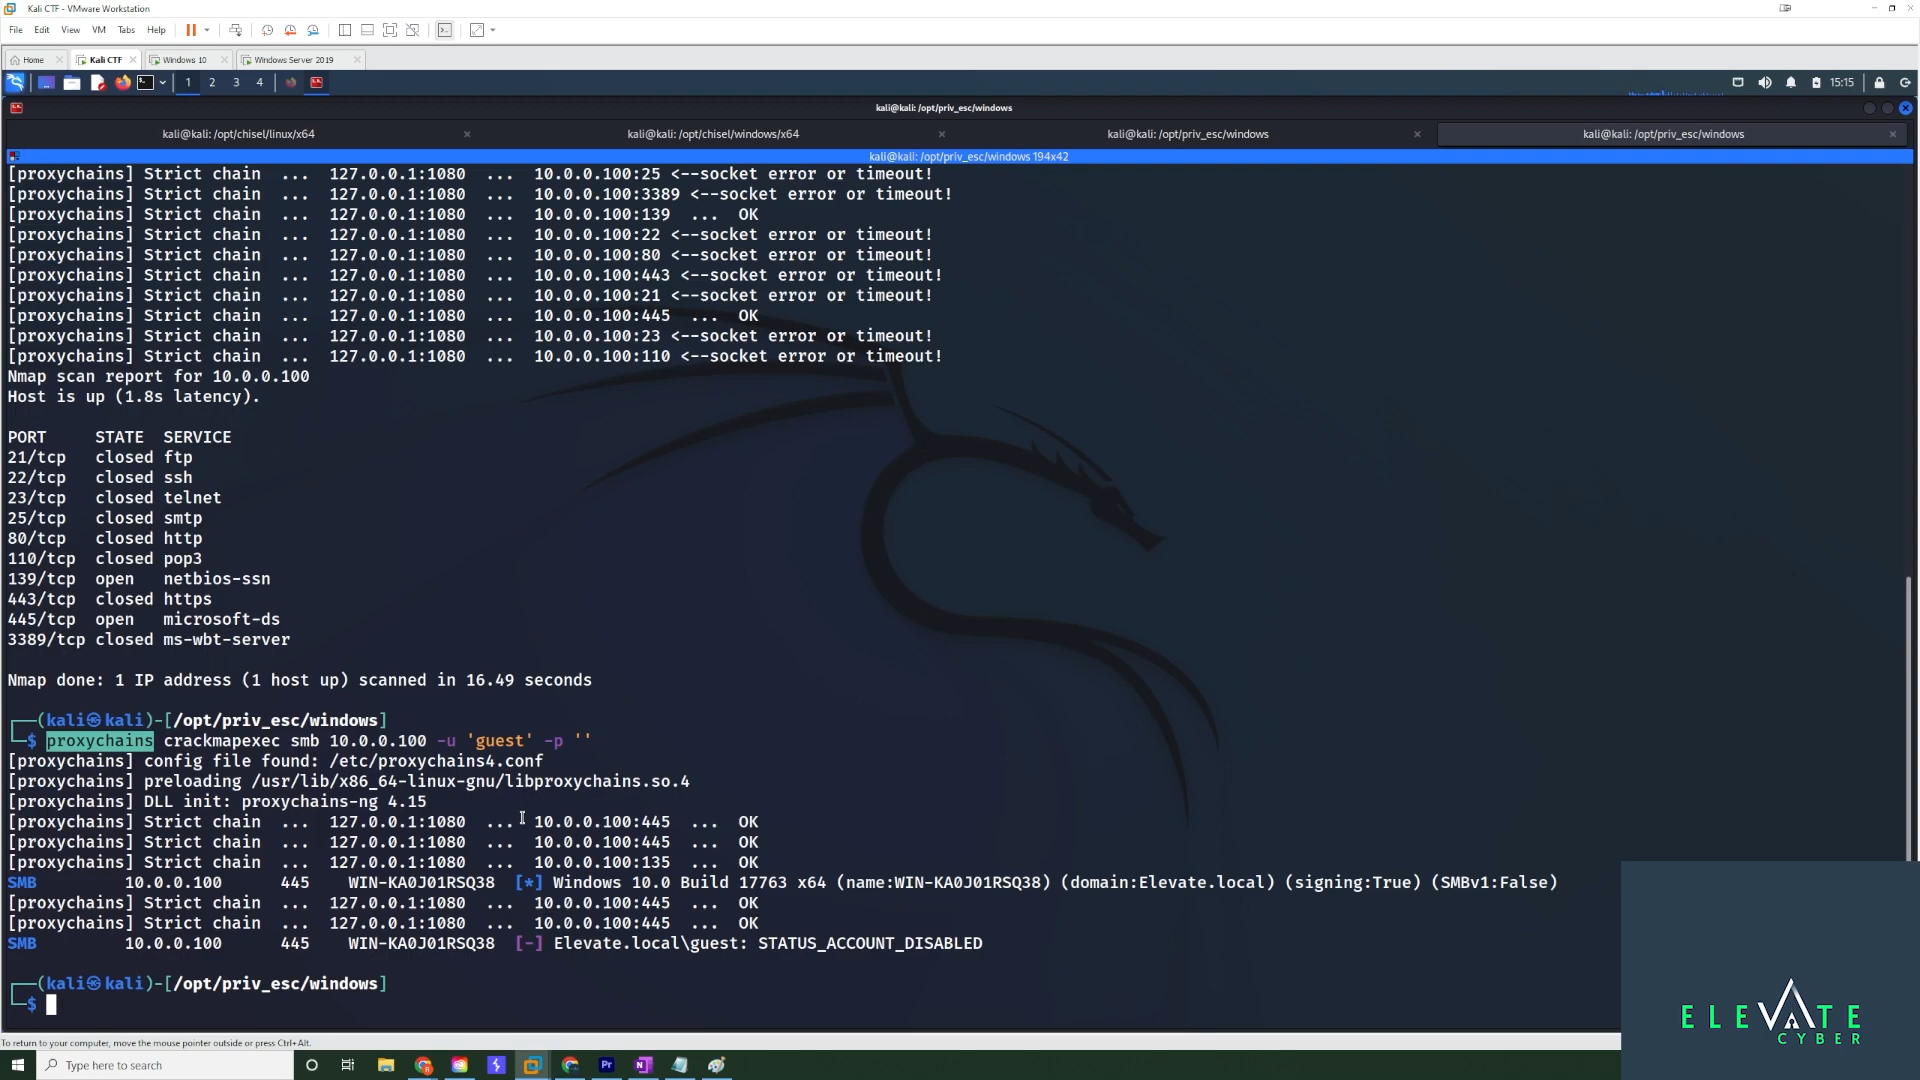 Kali CTF - VMware Workstation
File Edit View VM Tabs Help
Home Kali CTF Windows 10 Windows Server 2019
1 2 3 4 15:15
kali@kali: /opt/priv_esc/windows
kali@kali: /opt/chisel/linux/x64 kali@kali: /opt/chisel/windows/x64 kali@kali: /opt/priv_esc/windows kali@kali: /opt/priv_esc/windows
kali@kali: /opt/priv_esc/windows 194x42
[proxychains] Strict chain ... 127.0.0.1:1080 ... 10.0.0.100:25 <--socket error or timeout!
[proxychains] Strict chain ... 127.0.0.1:1080 ... 10.0.0.100:3389 <--socket error or timeout!
[proxychains] Strict chain ... 127.0.0.1:1080 ... 10.0.0.100:139 ... OK
[proxychains] Strict chain ... 127.0.0.1:1080 ... 10.0.0.100:22 <--socket error or timeout!
[proxychains] Strict chain ... 127.0.0.1:1080 ... 10.0.0.100:80 <--socket error or timeout!
[proxychains] Strict chain ... 127.0.0.1:1080 ... 10.0.0.100:443 <--socket error or timeout!
[proxychains] Strict chain ... 127.0.0.1:1080 ... 10.0.0.100:21 <--socket error or timeout!
[proxychains] Strict chain ... 127.0.0.1:1080 ... 10.0.0.100:445 ... OK
[proxychains] Strict chain ... 127.0.0.1:1080 ... 10.0.0.100:23 <--socket error or timeout!
[proxychains] Strict chain ... 127.0.0.1:1080 ... 10.0.0.100:110 <--socket error or timeout!
Nmap scan report for 10.0.0.100
Host is up (1.8s latency).
PORT STATE SERVICE
21/tcp closed ftp
22/tcp closed ssh
23/tcp closed telnet
25/tcp closed smtp
80/tcp closed http
110/tcp closed pop3
139/tcp open netbios-ssn
443/tcp closed https
445/tcp open microsoft-ds
3389/tcp closed ms-wbt-server
Nmap done: 1 IP address (1 host up) scanned in 16.49 seconds
┌──(kali㉿kali)-[/opt/priv_esc/windows]
└─$ proxychains crackmapexec smb 10.0.0.100 -u 'guest' -p ''
[proxychains] config file found: /etc/proxychains4.conf
[proxychains] preloading /usr/lib/x86_64-linux-gnu/libproxychains.so.4
[proxychains] DLL init: proxychains-ng 4.15
[proxychains] Strict chain ... 127.0.0.1:1080 ... 10.0.0.100:445 ... OK
[proxychains] Strict chain ... 127.0.0.1:1080 ... 10.0.0.100:445 ... OK
[proxychains] Strict chain ... 127.0.0.1:1080 ... 10.0.0.100:135 ... OK
SMB 10.0.0.100 445 WIN-KA0J01RSQ38 [*] Windows 10.0 Build 17763 x64 (name:WIN-KA0J01RSQ38) (domain:Elevate.local) (signing:True) (SMBv1:False)
[proxychains] Strict chain ... 127.0.0.1:1080 ... 10.0.0.100:445 ... OK
[proxychains] Strict chain ... 127.0.0.1:1080 ... 10.0.0.100:445 ... OK
SMB 10.0.0.100 445 WIN-KA0J01RSQ38 [-] Elevate.local\guest: STATUS_ACCOUNT_DISABLED
┌──(kali㉿kali)-[/opt/priv_esc/windows]
└─$
ELEVATE
CYBER
To return to your computer, move the mouse pointer outside or press Ctrl+Alt.
Type here to search
Pr